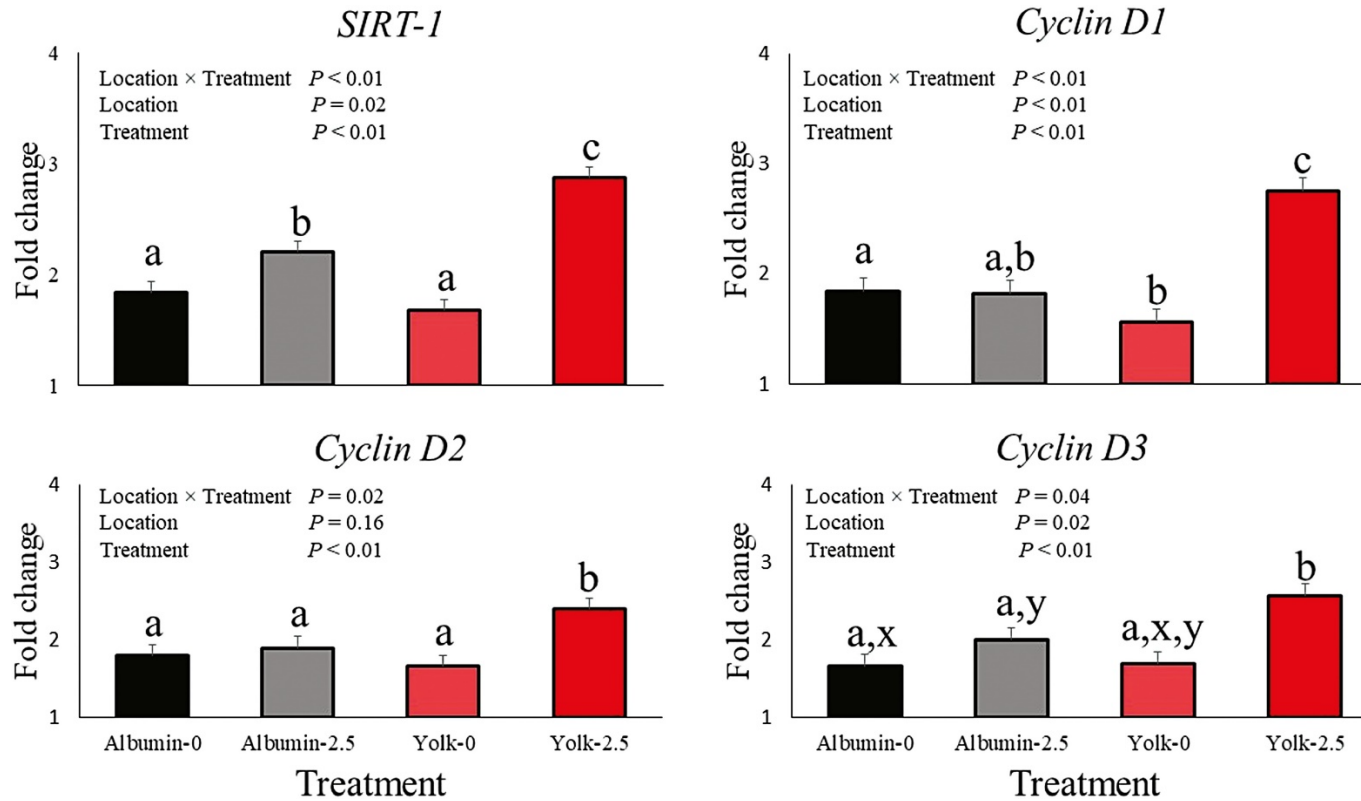 SIRT-1
4
3
2
1
Fold change
Location × Treatment P < 0.01
Location P = 0.02
Treatment P < 0.01
a
b
a
c
Cyclin D1
4
3
2
1
Fold change
Location × Treatment P < 0.01
Location P < 0.01
Treatment P < 0.01
a
a,b
b
c
Cyclin D2
4
3
2
1
Fold change
Location × Treatment P = 0.02
Location P = 0.16
Treatment P < 0.01
a
a
a
b
Albumin-0 Albumin-2.5 Yolk-0 Yolk-2.5
Treatment
Cyclin D3
4
3
2
1
Fold change
Location × Treatment P = 0.04
Location P = 0.02
Treatment P < 0.01
a,x
a,y
a,x,y
b
Albumin-0 Albumin-2.5 Yolk-0 Yolk-2.5
Treatment